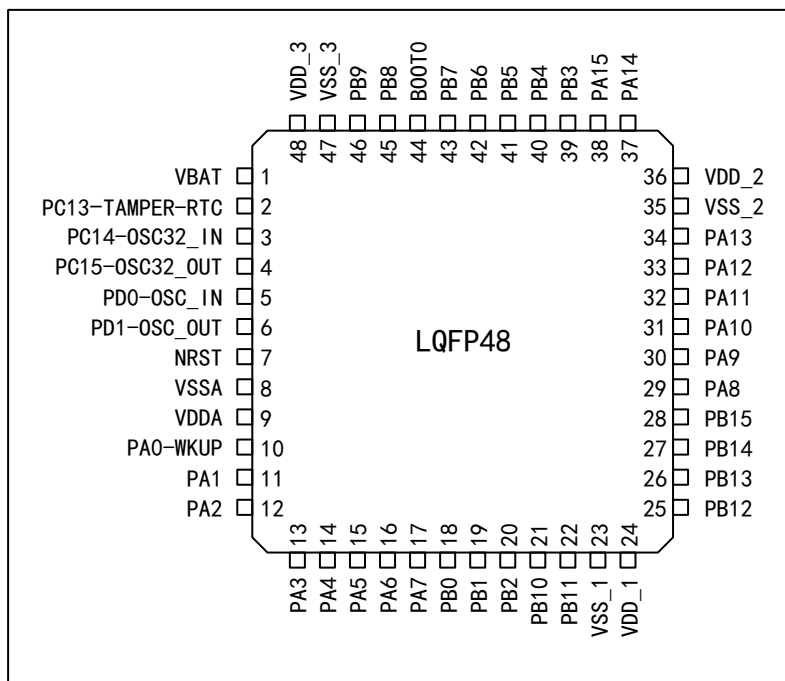 VDD_3
VSS_3
PB9
PB8
BOOT0
PB7
PB6
PB5
PB4
PB3
PA15
PA14
48
47
46
45
44
43
42
41
40
39
38
37
VBAT 1
PC13-TAMPER-RTC 2
PC14-OSC32_IN 3
PC15-OSC32_OUT 4
PD0-OSC_IN 5
PD1-OSC_OUT 6
NRST 7
VSSA 8
VDDA 9
PA0-WKUP 10
PA1 11
PA2 12
LQFP48
36 VDD_2
35 VSS_2
34 PA13
33 PA12
32 PA11
31 PA10
30 PA9
29 PA8
28 PB15
27 PB14
26 PB13
25 PB12
13
14
15
16
17
18
19
20
21
22
23
24
PA3
PA4
PA5
PA6
PA7
PB0
PB1
PB2
PB10
PB11
VSS_1
VDD_1